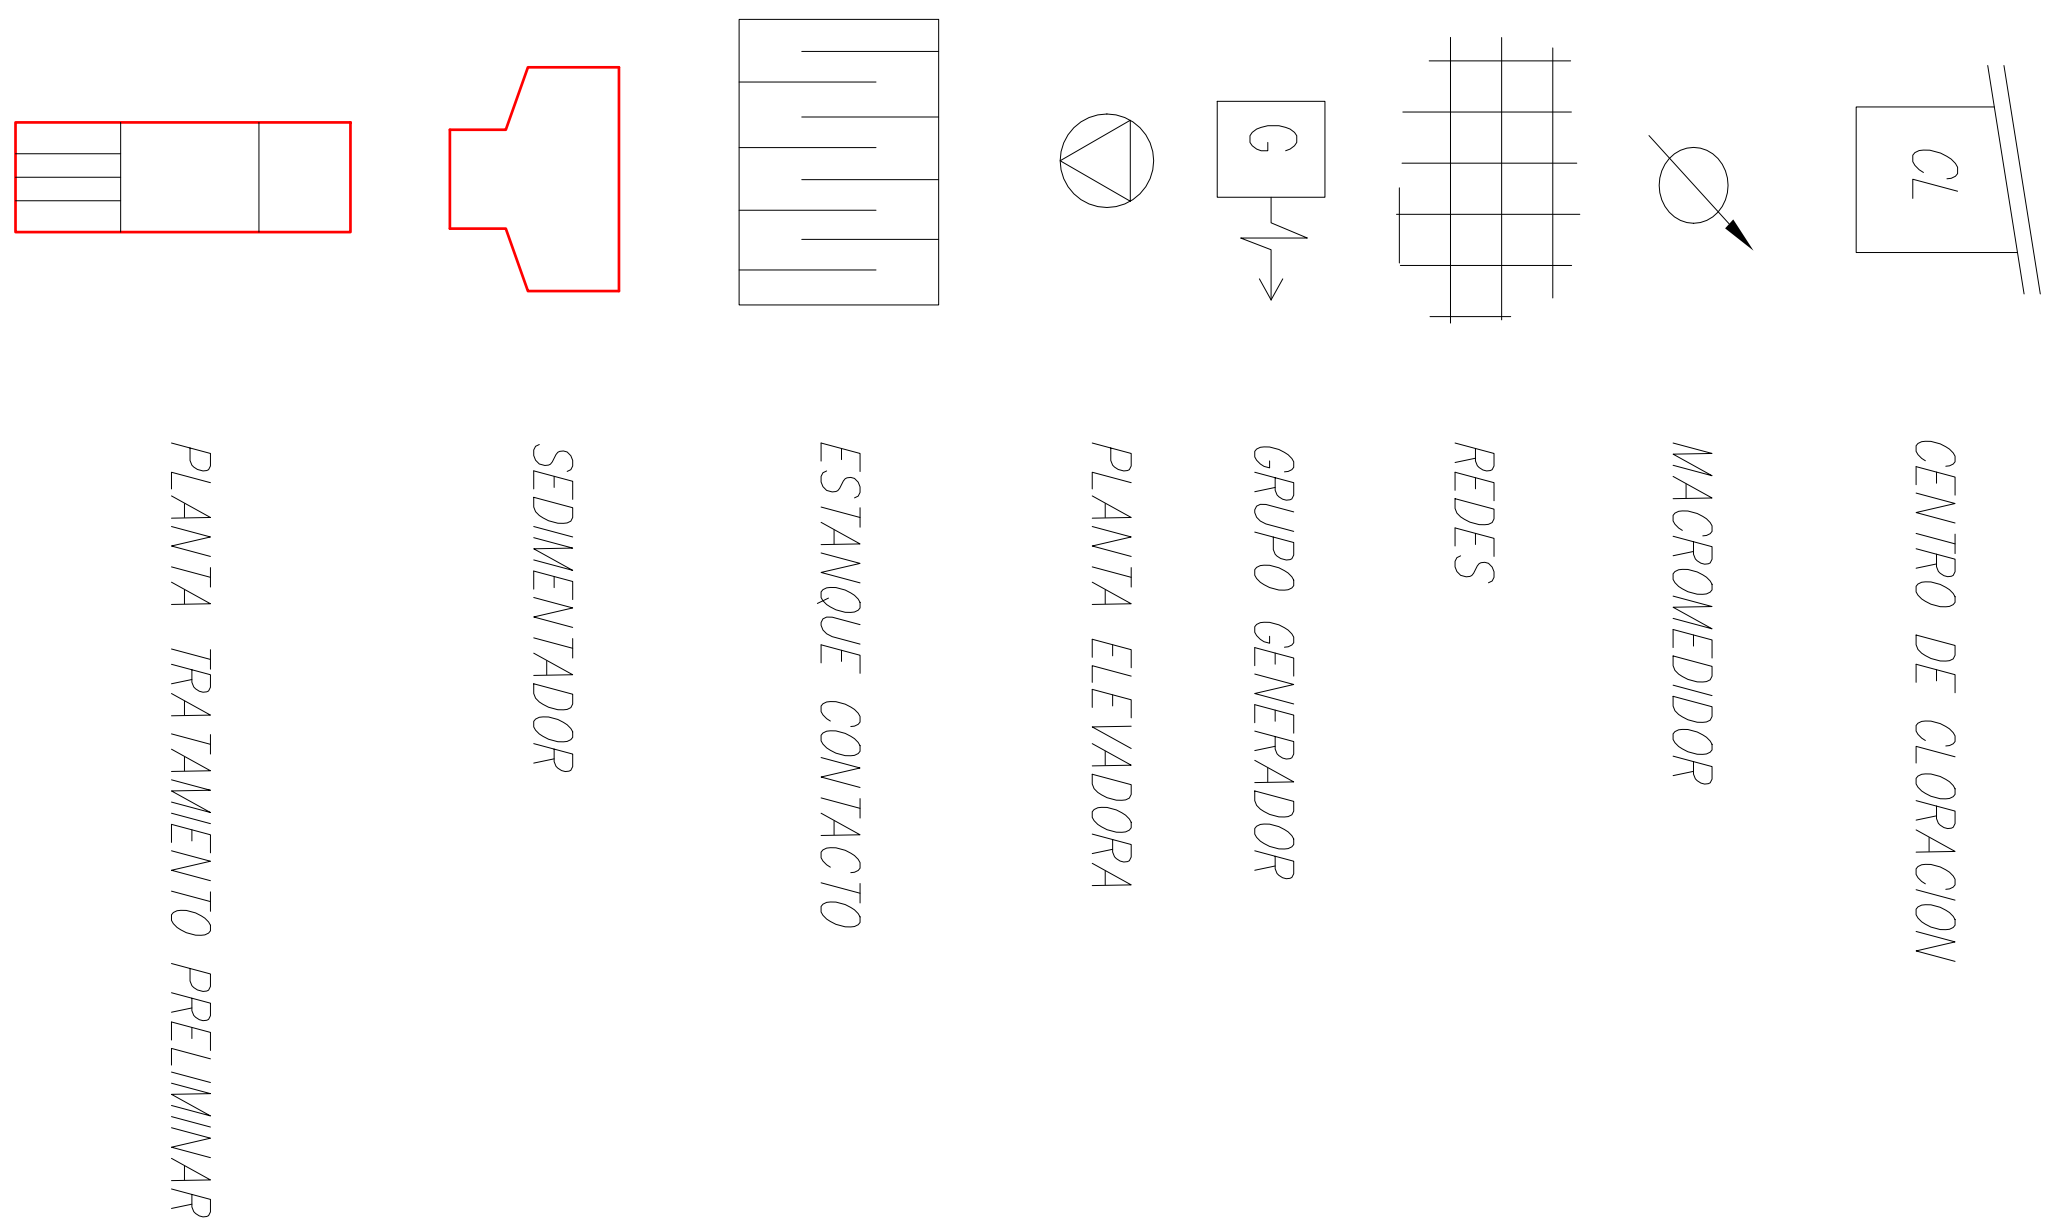 CL
CENTRO DE CLORACION
MACROMEDIDOR
REDES
G
GRUPO GENERADOR
PLANTA ELEVADORA
ESTANQUE CONTACTO
SEDIMENTADOR
PLANTA TRATAMIENTO PRELIMINAR